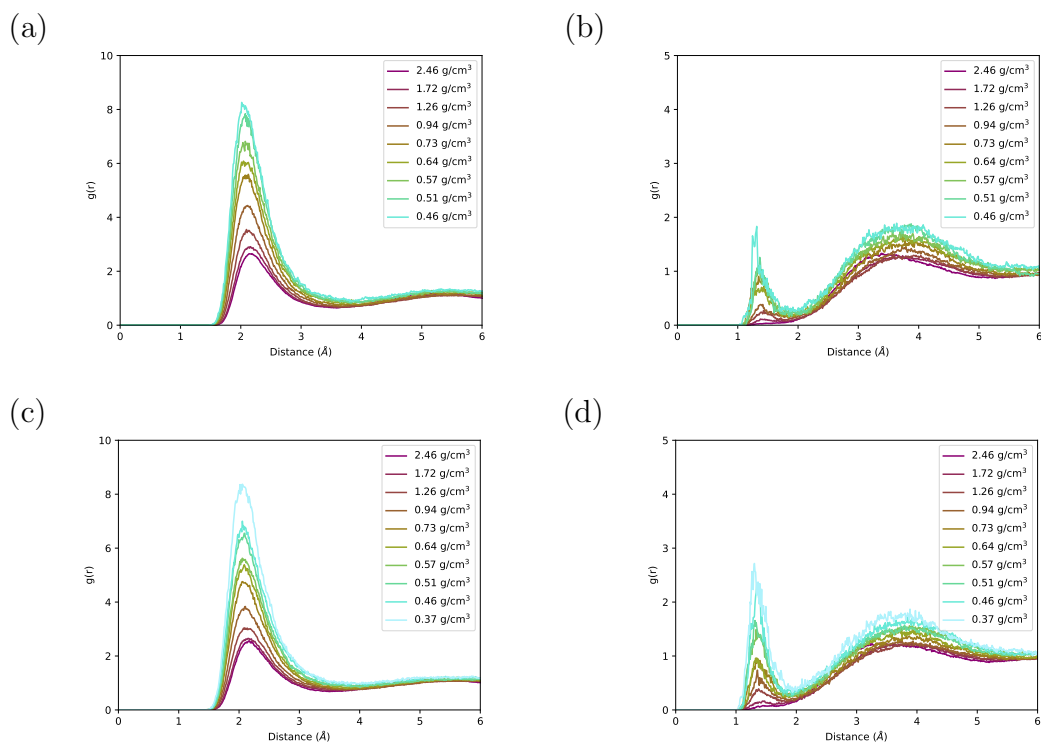 (a)
10
8
6
4
2
0
g(r)
0 1 2 3 4 5 6
Distance (Å)
2.46 g/cm³
1.72 g/cm³
1.26 g/cm³
0.94 g/cm³
0.73 g/cm³
0.64 g/cm³
0.57 g/cm³
0.51 g/cm³
0.46 g/cm³
(b)
5
4
3
2
1
0
g(r)
0 1 2 3 4 5 6
Distance (Å)
2.46 g/cm³
1.72 g/cm³
1.26 g/cm³
0.94 g/cm³
0.73 g/cm³
0.64 g/cm³
0.57 g/cm³
0.51 g/cm³
0.46 g/cm³
(c)
10
8
6
4
2
0
g(r)
0 1 2 3 4 5 6
Distance (Å)
2.46 g/cm³
1.72 g/cm³
1.26 g/cm³
0.94 g/cm³
0.73 g/cm³
0.64 g/cm³
0.57 g/cm³
0.51 g/cm³
0.46 g/cm³
0.37 g/cm³
(d)
5
4
3
2
1
0
g(r)
0 1 2 3 4 5 6
Distance (Å)
2.46 g/cm³
1.72 g/cm³
1.26 g/cm³
0.94 g/cm³
0.73 g/cm³
0.64 g/cm³
0.57 g/cm³
0.51 g/cm³
0.46 g/cm³
0.37 g/cm³